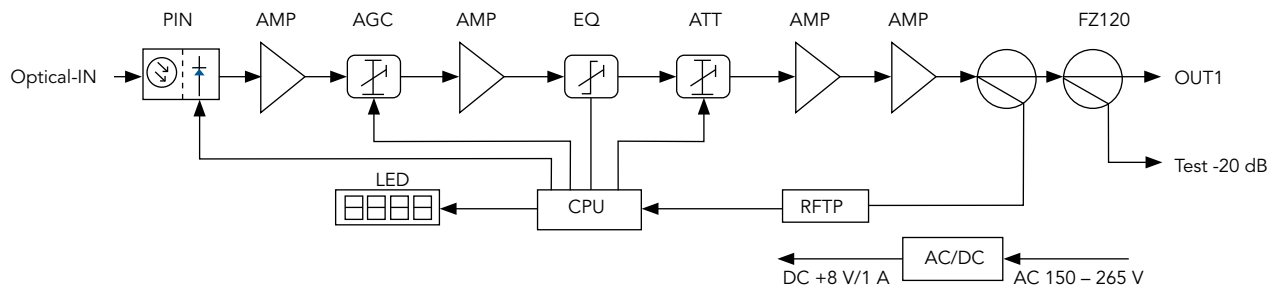 PIN AMP AGC AMP EQ ATT AMP AMP FZ120
Optical-IN
OUT1
Test -20 dB
LED
CPU
RFTP
AC/DC
DC +8 V/1 A
AC 150 – 265 V